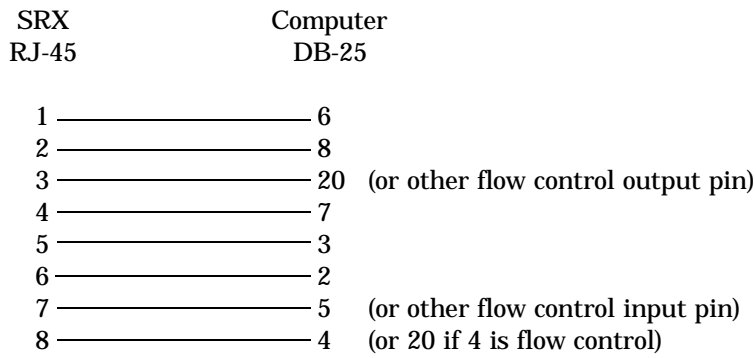 SRX Computer
RJ-45 DB-25
1 6
2 8
3 20 (or other flow control output pin)
4 7
5 3
6 2
7 5 (or other flow control input pin)
8 4 (or 20 if 4 is flow control)